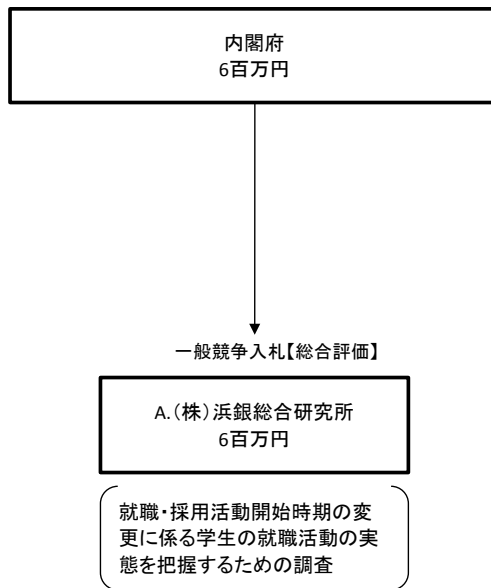 内閣府
6百万円
一般競争入札【総合評価】
A.(株)浜銀総合研究所
6百万円
就職・採用活動開始時期の変
更に係る学生の就職活動の実
態を把握するための調査